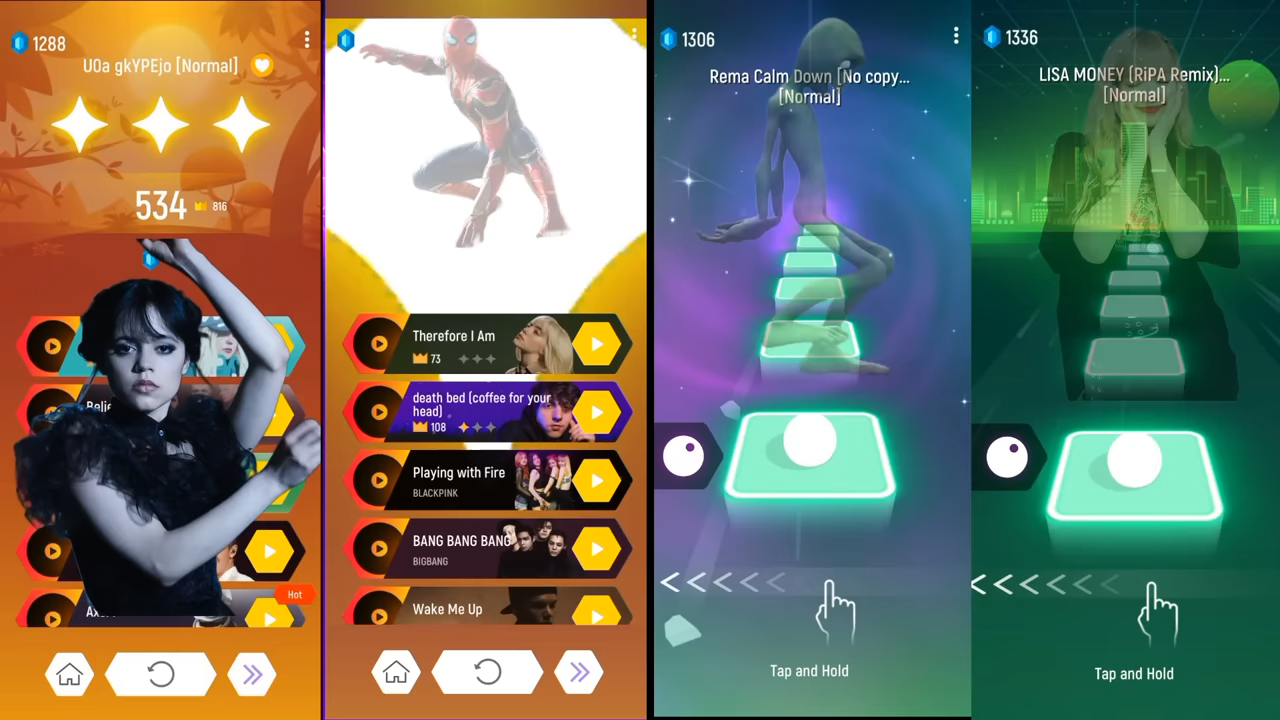 1288
UOa gkYPEjo [Normal]
534
816
Hot
Therefore I Am
73
death bed (coffee for your
head)
108
Playing with Fire
BLACKPINK
BANG BANG BANG
BIGBANG
Wake Me Up
1306
Rema Calm Down [No copy...
[Normal]
Tap and Hold
1336
LISA MONEY (RiPA Remix)...
[Normal]
Tap and Hold